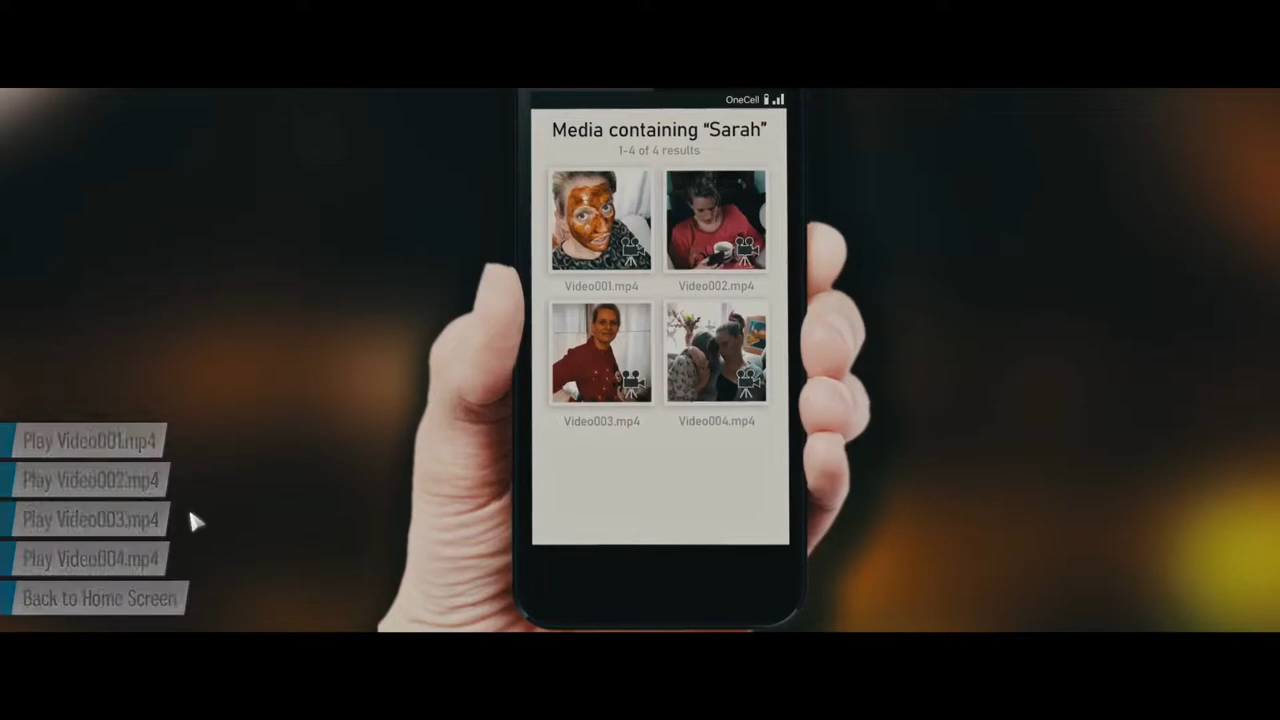 OneCell
Media containing “Sarah”
1-4 of 4 results
Video001.mp4
Video002.mp4
Video003.mp4
Video004.mp4
Play Video001.mp4
Play Video002.mp4
Play Video003.mp4
Play Video004.mp4
Back to Home Screen